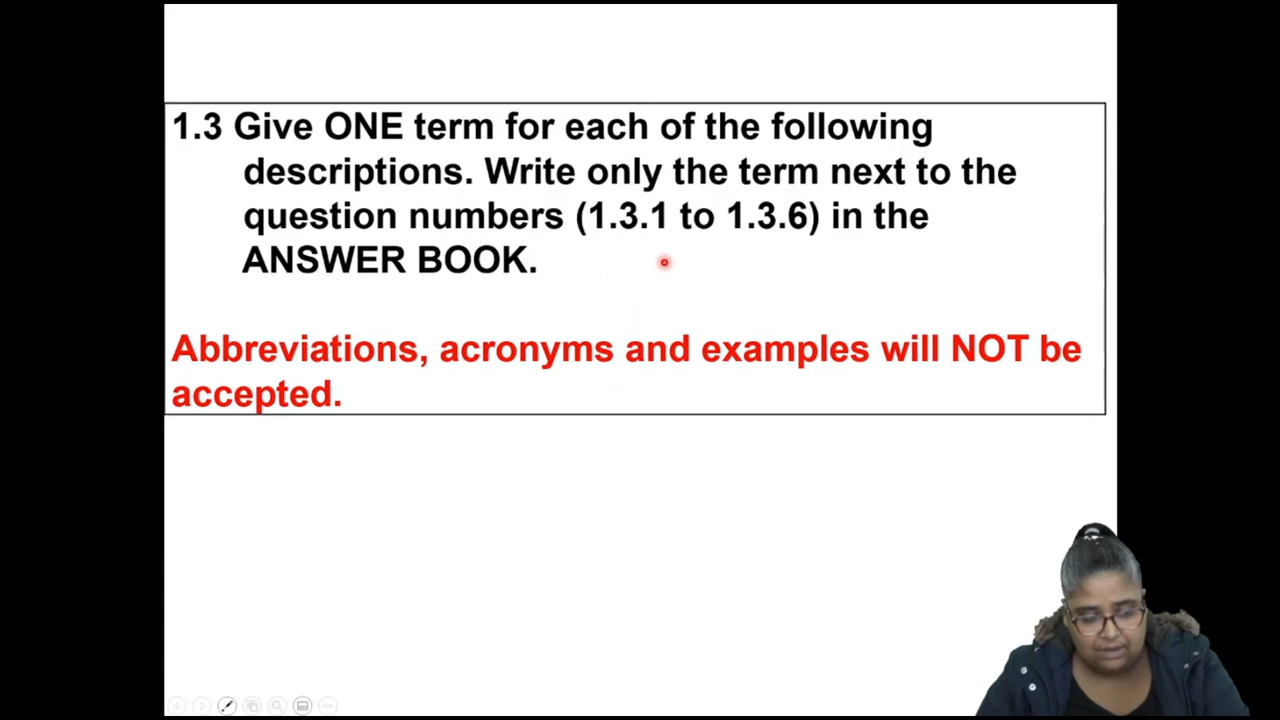 1.3 Give ONE term for each of the following
descriptions. Write only the term next to the
question numbers (1.3.1 to 1.3.6) in the
ANSWER BOOK.
Abbreviations, acronyms and examples will NOT be
accepted.